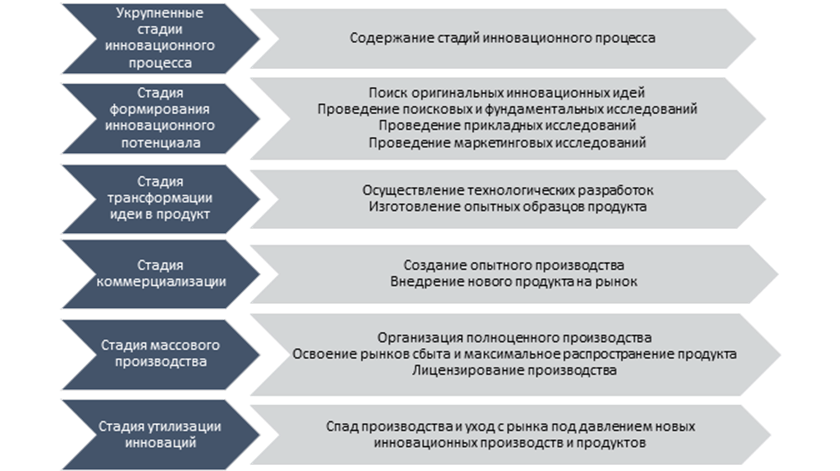 Укрупненные
стадии
инновационного
процесса
Содержание стадий инновационного процесса
Стадия
формирования
инновационного
потенциала
Поиск оригинальных инновационных идей
Проведение поисковых и фундаментальных исследований
Проведение прикладных исследований
Проведение маркетинговых исследований
Стадия
трансформации
идеи в продукт
Осуществление технологических разработок
Изготовление опытных образцов продукта
Стадия
коммерциализации
Создание опытного производства
Внедрение нового продукта на рынок
Стадия массового
производства
Организация полноценного производства
Освоение рынков сбыта и максимальное распространение продукта
Лицензирование производства
Стадия утилизации
инноваций
Спад производства и уход с рынка под давлением новых
инновационных производств и продуктов